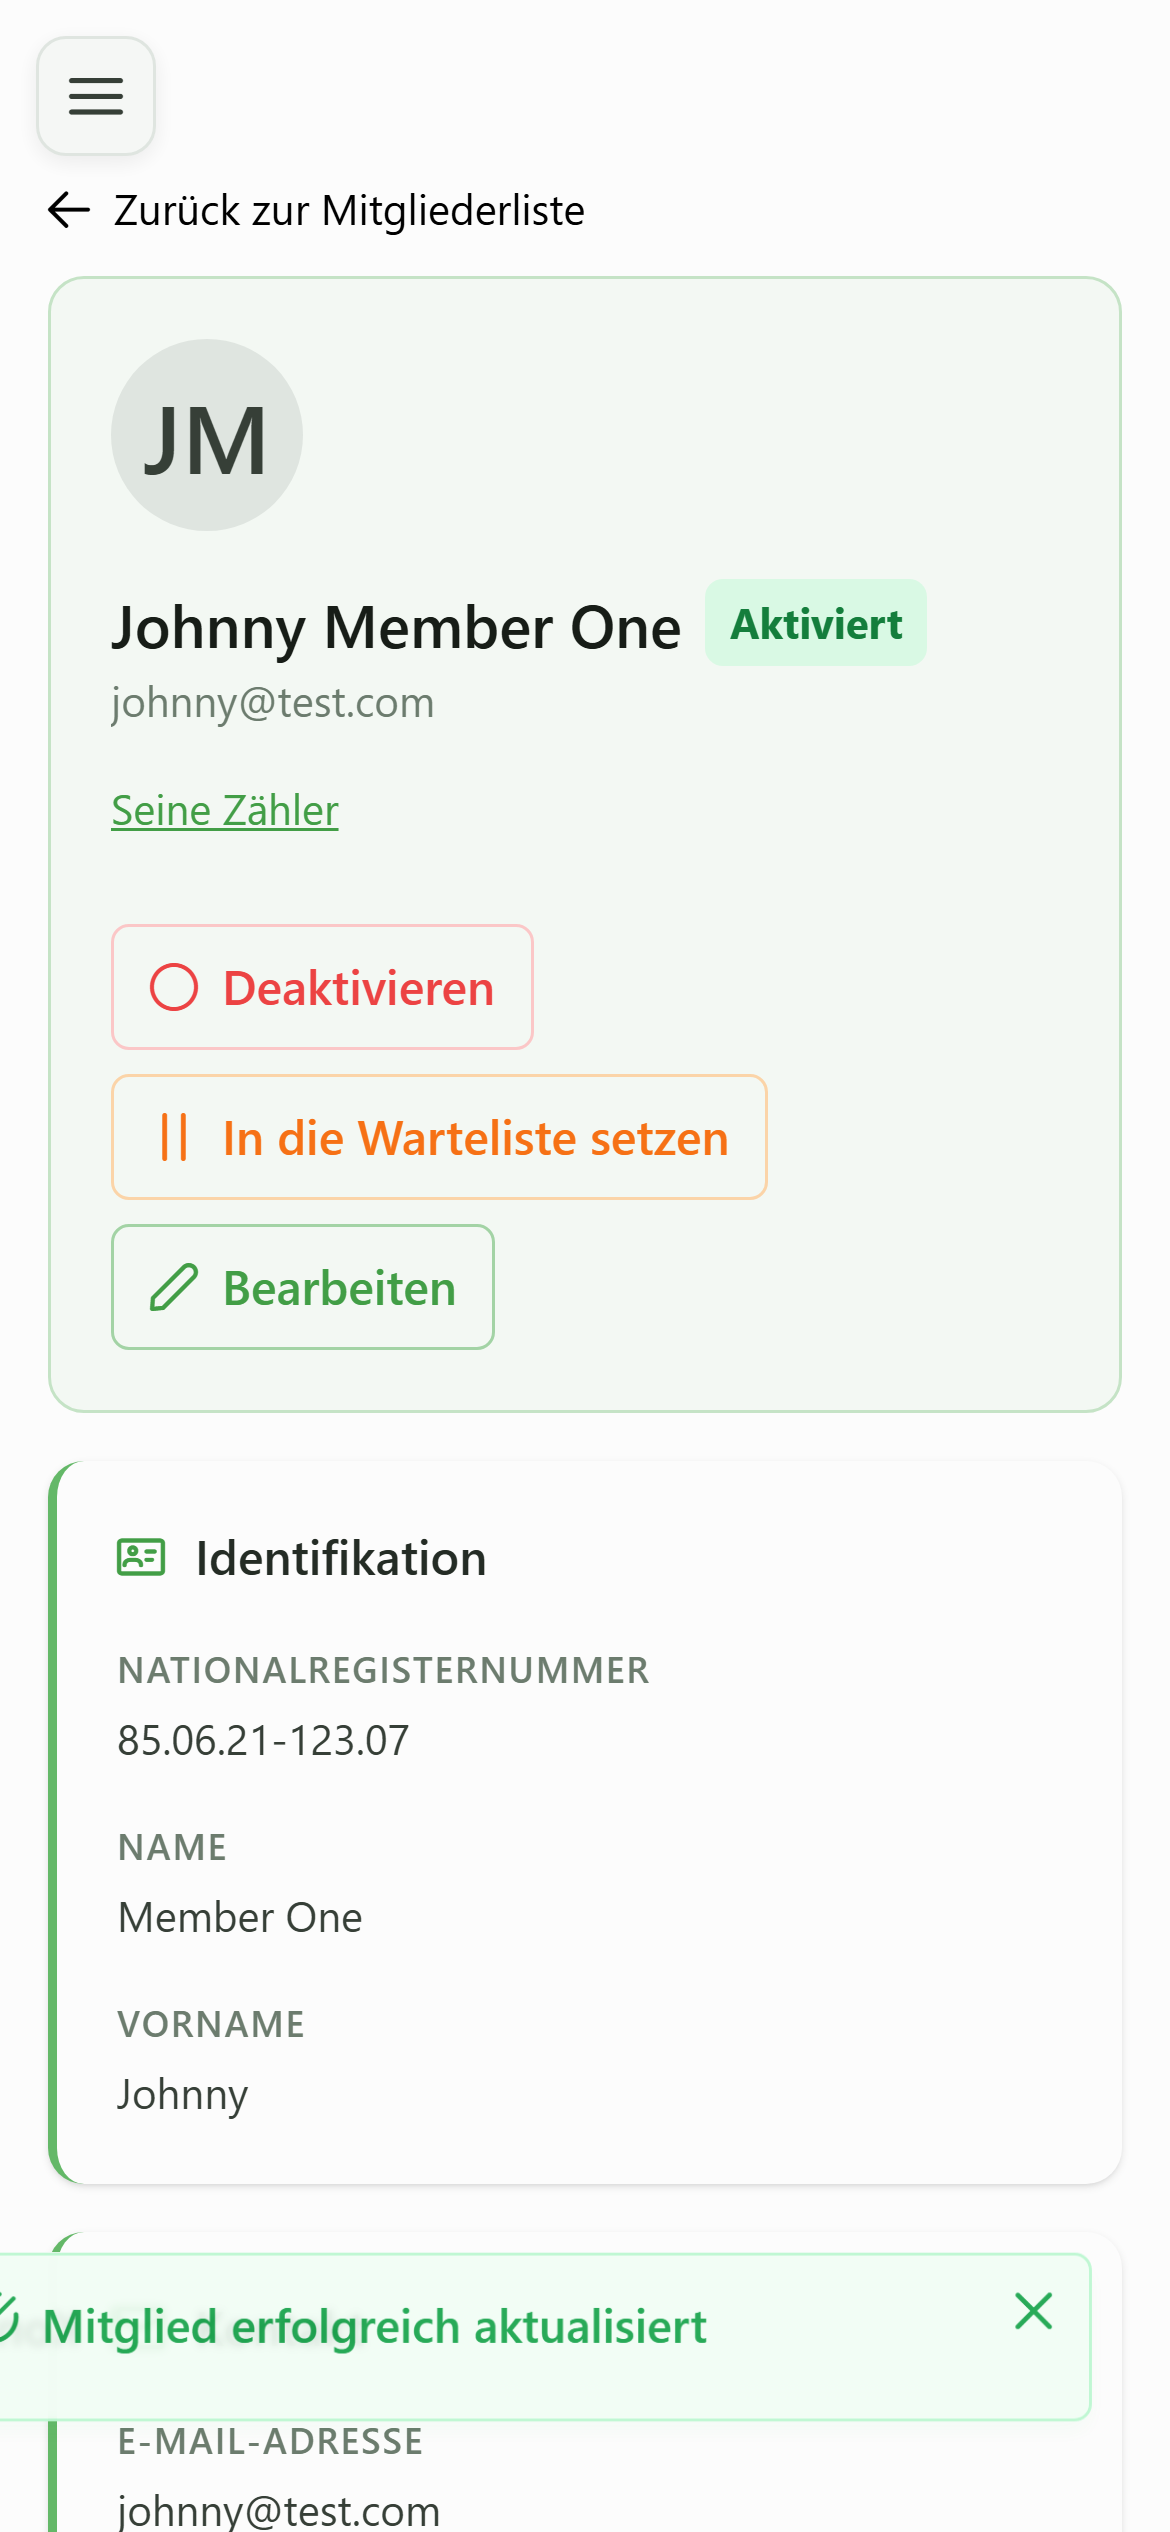 Zurück zur Mitgliederliste
JM
Johnny Member One Aktiviert
johnny@test.com
Seine Zähler
Deaktivieren
In die Warteliste setzen
Bearbeiten
Identifikation
NATIONALREGISTERNUMMER
85.06.21-123.07
NAME
Member One
VORNAME
Johnny
Mitglied erfolgreich aktualisiert
E-MAIL-ADRESSE
johnny@test.com